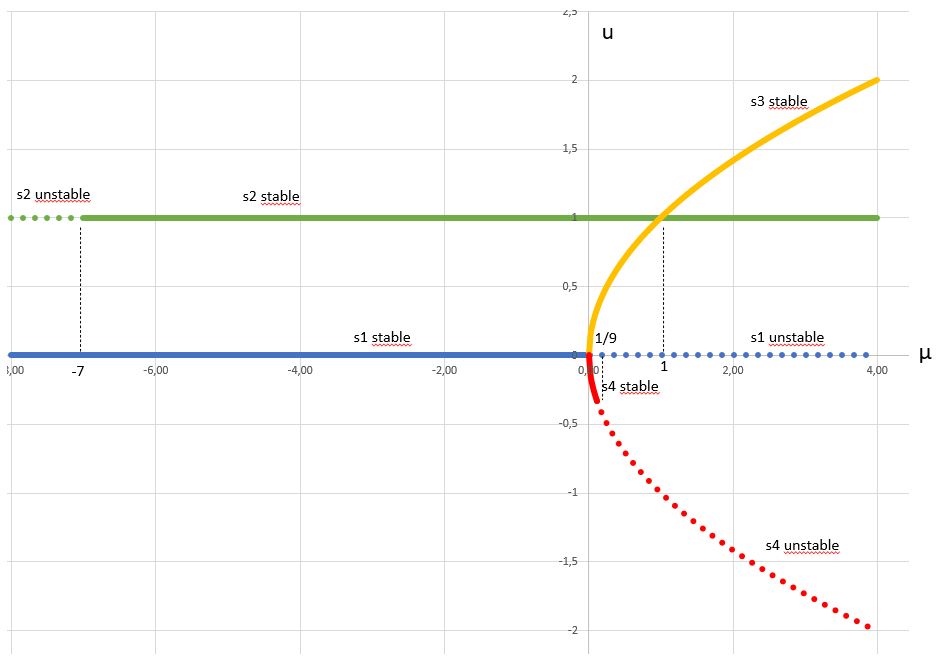 2,5
u
2
s3 stable
1,5
s2 unstable
s2 stable
1
0,5
s1 stable
1/9
s1 unstable
0
μ
-7
-6,00
-4,00
-2,00
1
2,00
4,00
s4 stable
-0,5
-1
s4 unstable
-1,5
-2